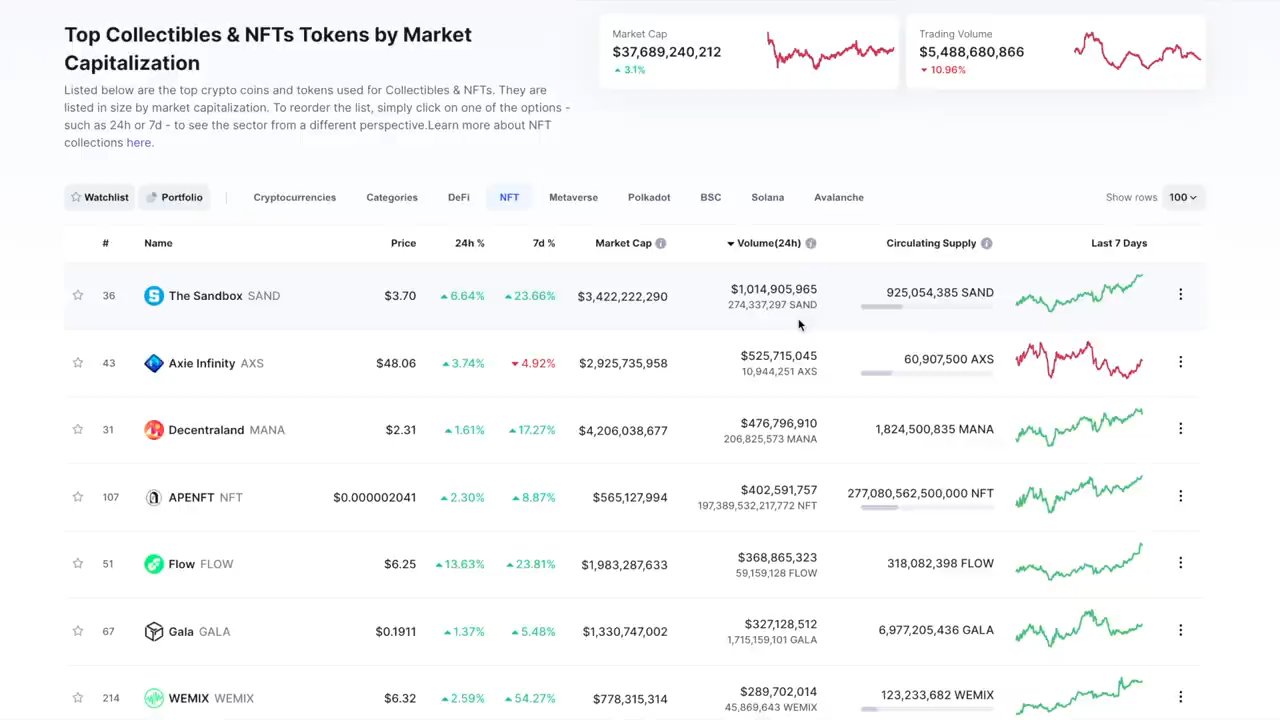 Top Collectibles & NFTs Tokens by Market
Capitalization
Listed below are the top crypto coins and tokens used for Collectibles & NFTs. They are
listed in size by market capitalization. To reorder the list, simply click on one of the options -
such as 24h or 7d - to see the sector from a different perspective.Learn more about NFT
collections here.
Market Cap
$37,689,240,212
3.1%
Trading Volume
$5,488,680,866
10.96%
Watchlist Portfolio Cryptocurrencies Categories DeFi NFT Metaverse Polkadot BSC Solana Avalanche Show rows 100
# Name Price 24h % 7d % Market Cap Volume(24h) Circulating Supply Last 7 Days
36 The Sandbox SAND $3.70 6.64% 23.66% $3,422,222,290 $1,014,905,965 925,054,385 SAND
274,337,297 SAND
43 Axie Infinity AXS $48.06 3.74% 4.92% $2,925,735,958 $525,715,045 60,907,500 AXS
10,944,251 AXS
31 Decentraland MANA $2.31 1.61% 17.27% $4,206,038,677 $476,796,910 1,824,500,835 MANA
206,825,573 MANA
107 APENFT NFT $0.000002041 2.30% 8.87% $565,127,994 $402,591,757 277,080,562,500,000 NFT
197,389,532,217,772 NFT
51 Flow FLOW $6.25 13.63% 23.81% $1,983,287,633 $368,865,323 318,082,398 FLOW
59,159,128 FLOW
67 Gala GALA $0.1911 1.37% 5.48% $1,330,747,002 $327,128,512 6,977,205,436 GALA
1,715,159,101 GALA
214 WEMIX WEMIX $6.32 2.59% 54.27% $778,315,314 $289,702,014 123,233,682 WEMIX
45,869,643 WEMIX